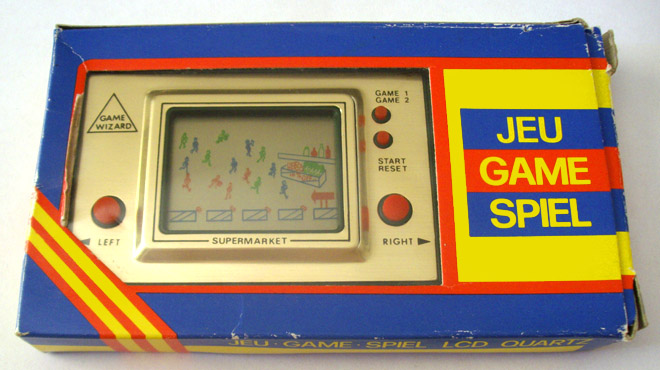 GAME
WIZARD
GAME 1
GAME 2
START
RESET
LEFT
SUPERMARKET
RIGHT
JEU
GAME
SPIEL
JEU · GAME · SPIEL LCD QUARTZ